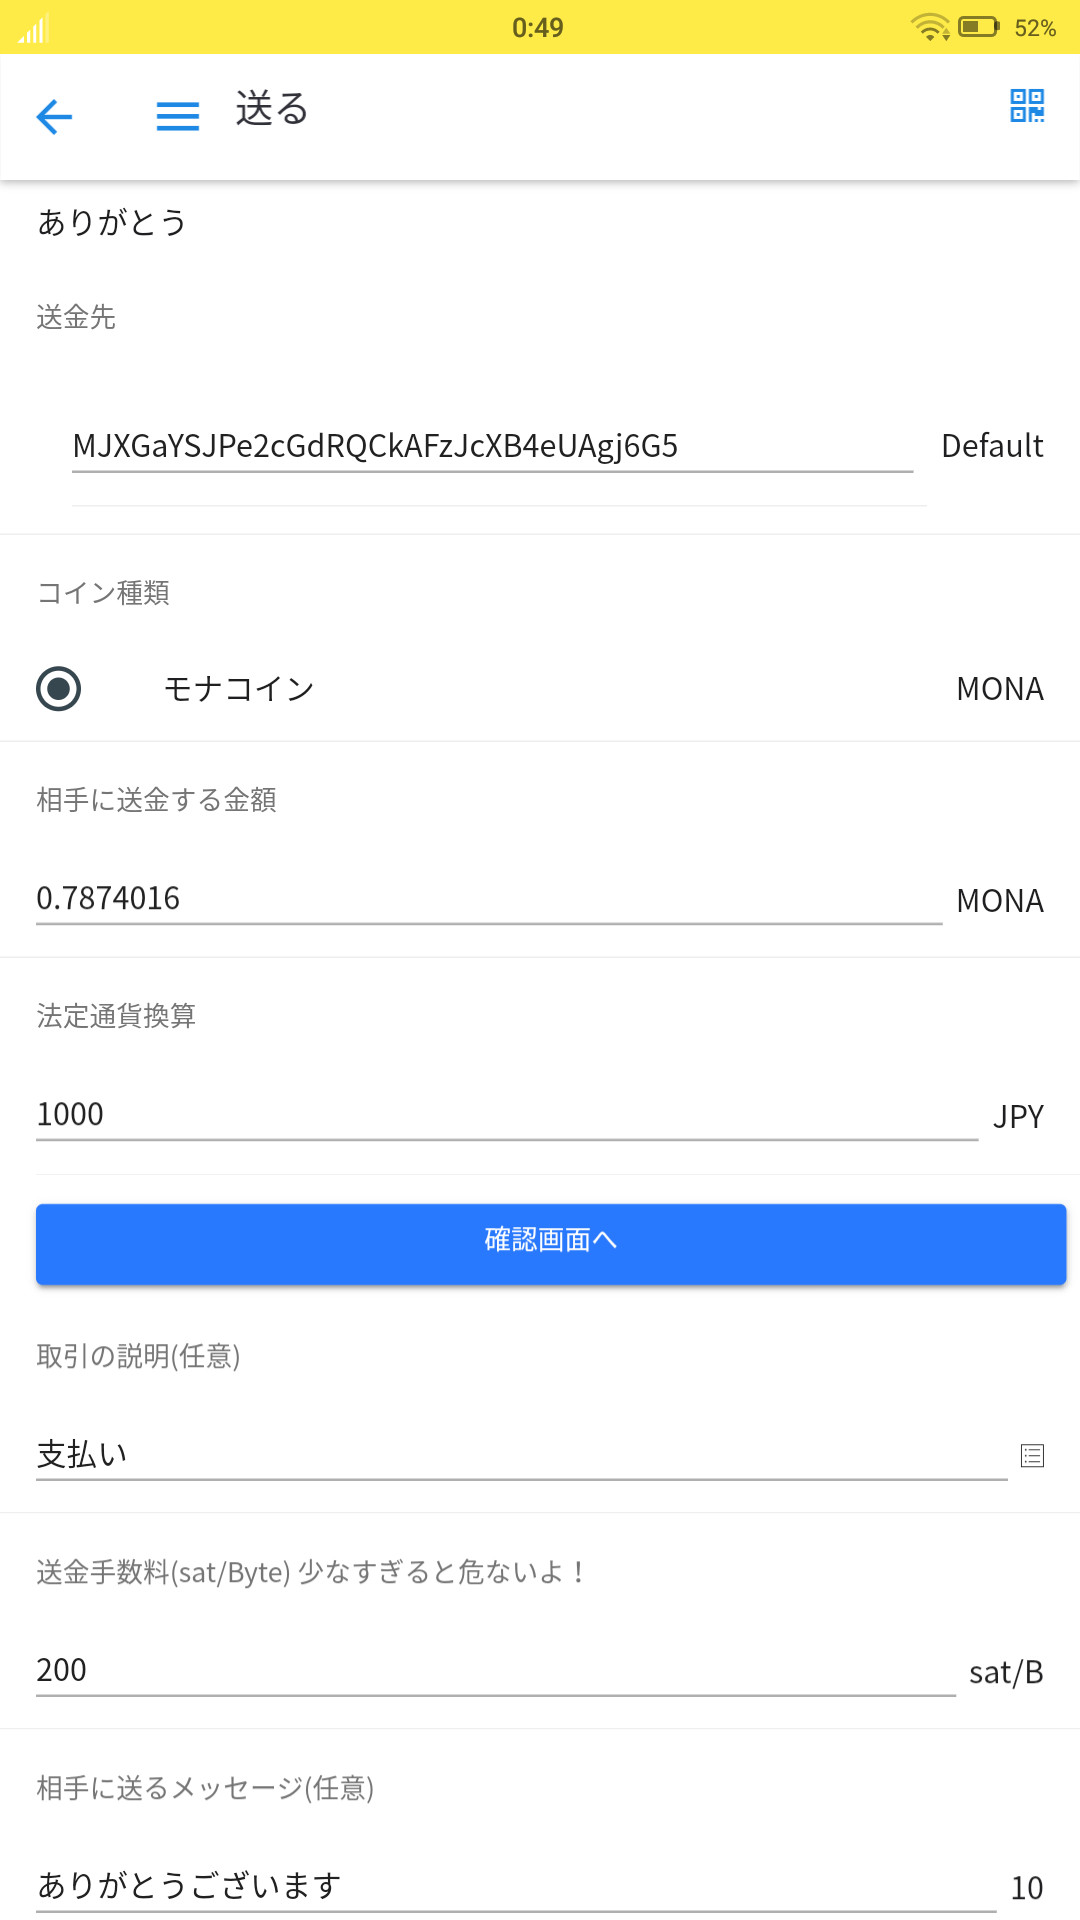 0:49
52%
送る
ありがとう
送金先
MJXGaYSJPe2cGdRQCkAFzJcXB4eUAgj6G5 Default
コイン種類
モナコイン MONA
相手に送金する金額
0.7874016 MONA
法定通貨換算
1000 JPY
確認画面へ
取引の説明(任意)
支払い
送金手数料(sat/Byte) 少なすぎると危ないよ！
200 sat/B
相手に送るメッセージ(任意)
ありがとうございます 10